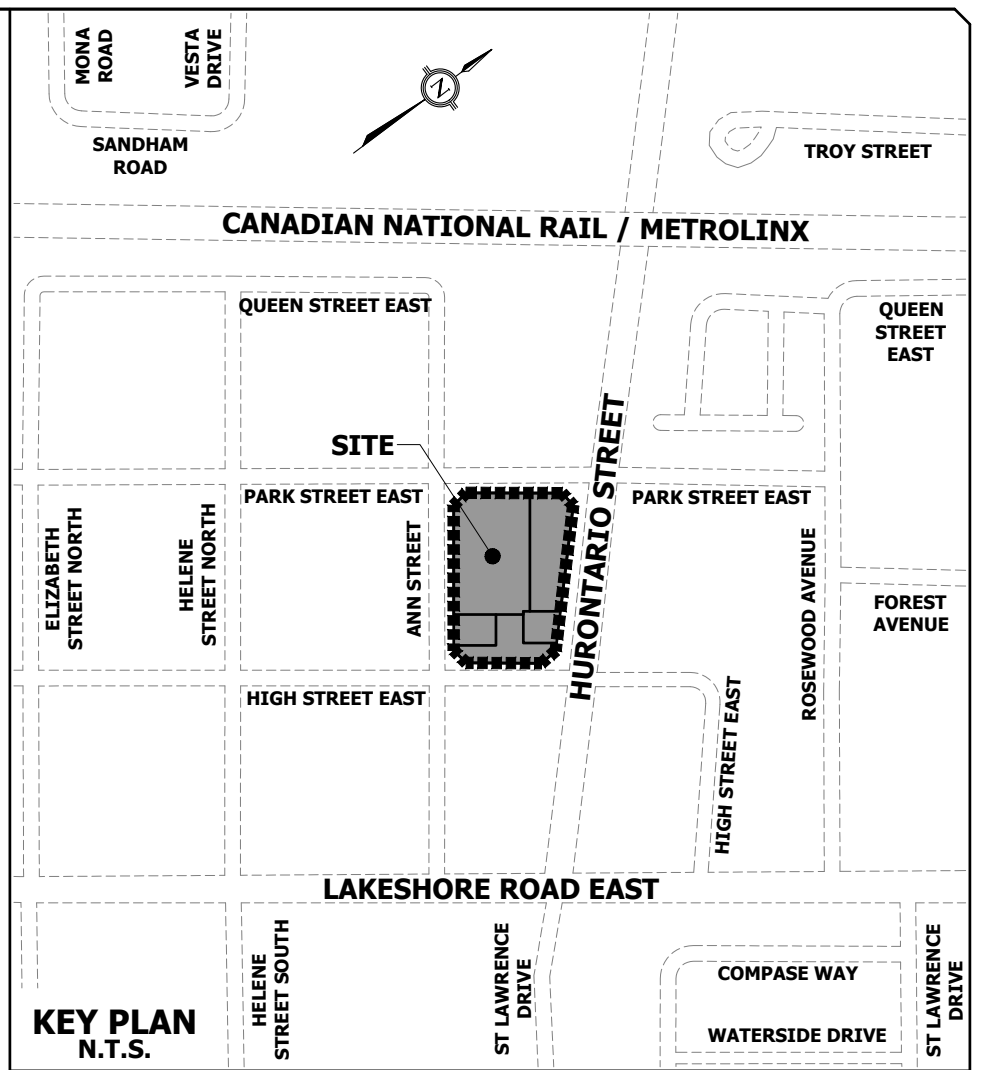 MONA
ROAD
VESTA
DRIVE
N
SANDHAM
ROAD
TROY STREET
CANADIAN NATIONAL RAIL / METROLINX
QUEEN STREET EAST
QUEEN
STREET
EAST
SITE
HURONTARIO STREET
PARK STREET EAST
PARK STREET EAST
ELIZABETH
STREET NORTH
HELENE
STREET NORTH
ANN STREET
ROSEWOOD AVENUE
FOREST
AVENUE
HIGH STREET EAST
HIGH STREET EAST
LAKESHORE ROAD EAST
HELENE
STREET SOUTH
ST LAWRENCE
DRIVE
COMPASE WAY
WATERSIDE DRIVE
ST LAWRENCE
DRIVE
KEY PLAN
N.T.S.